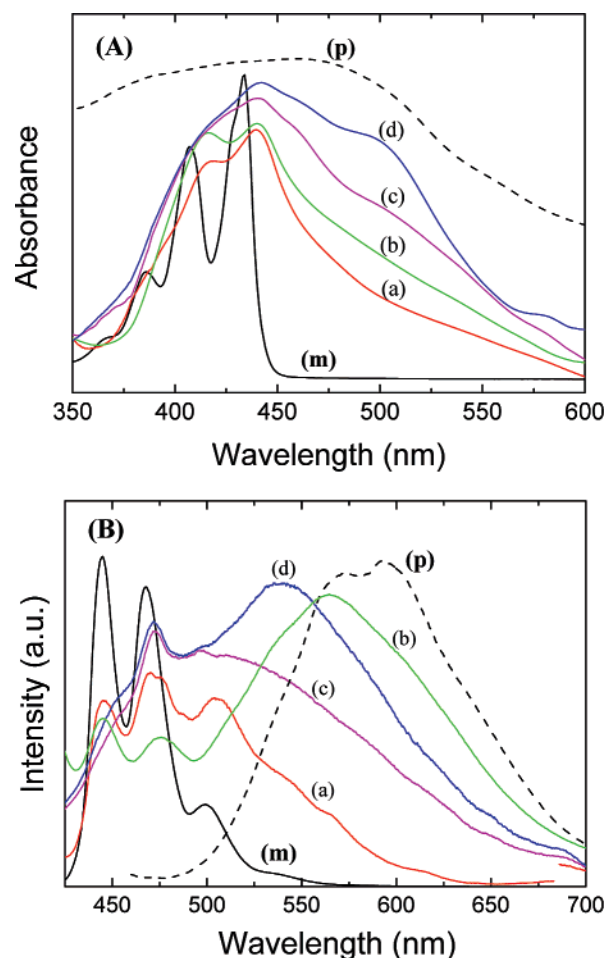 (A)
(p)
(d)
(c)
(b)
(a)
(m)
Absorbance
350 400 450 500 550 600
Wavelength (nm)
(B)
(p)
(d)
(b)
(c)
(a)
(m)
Intensity (a.u.)
450 500 550 600 650 700
Wavelength (nm)